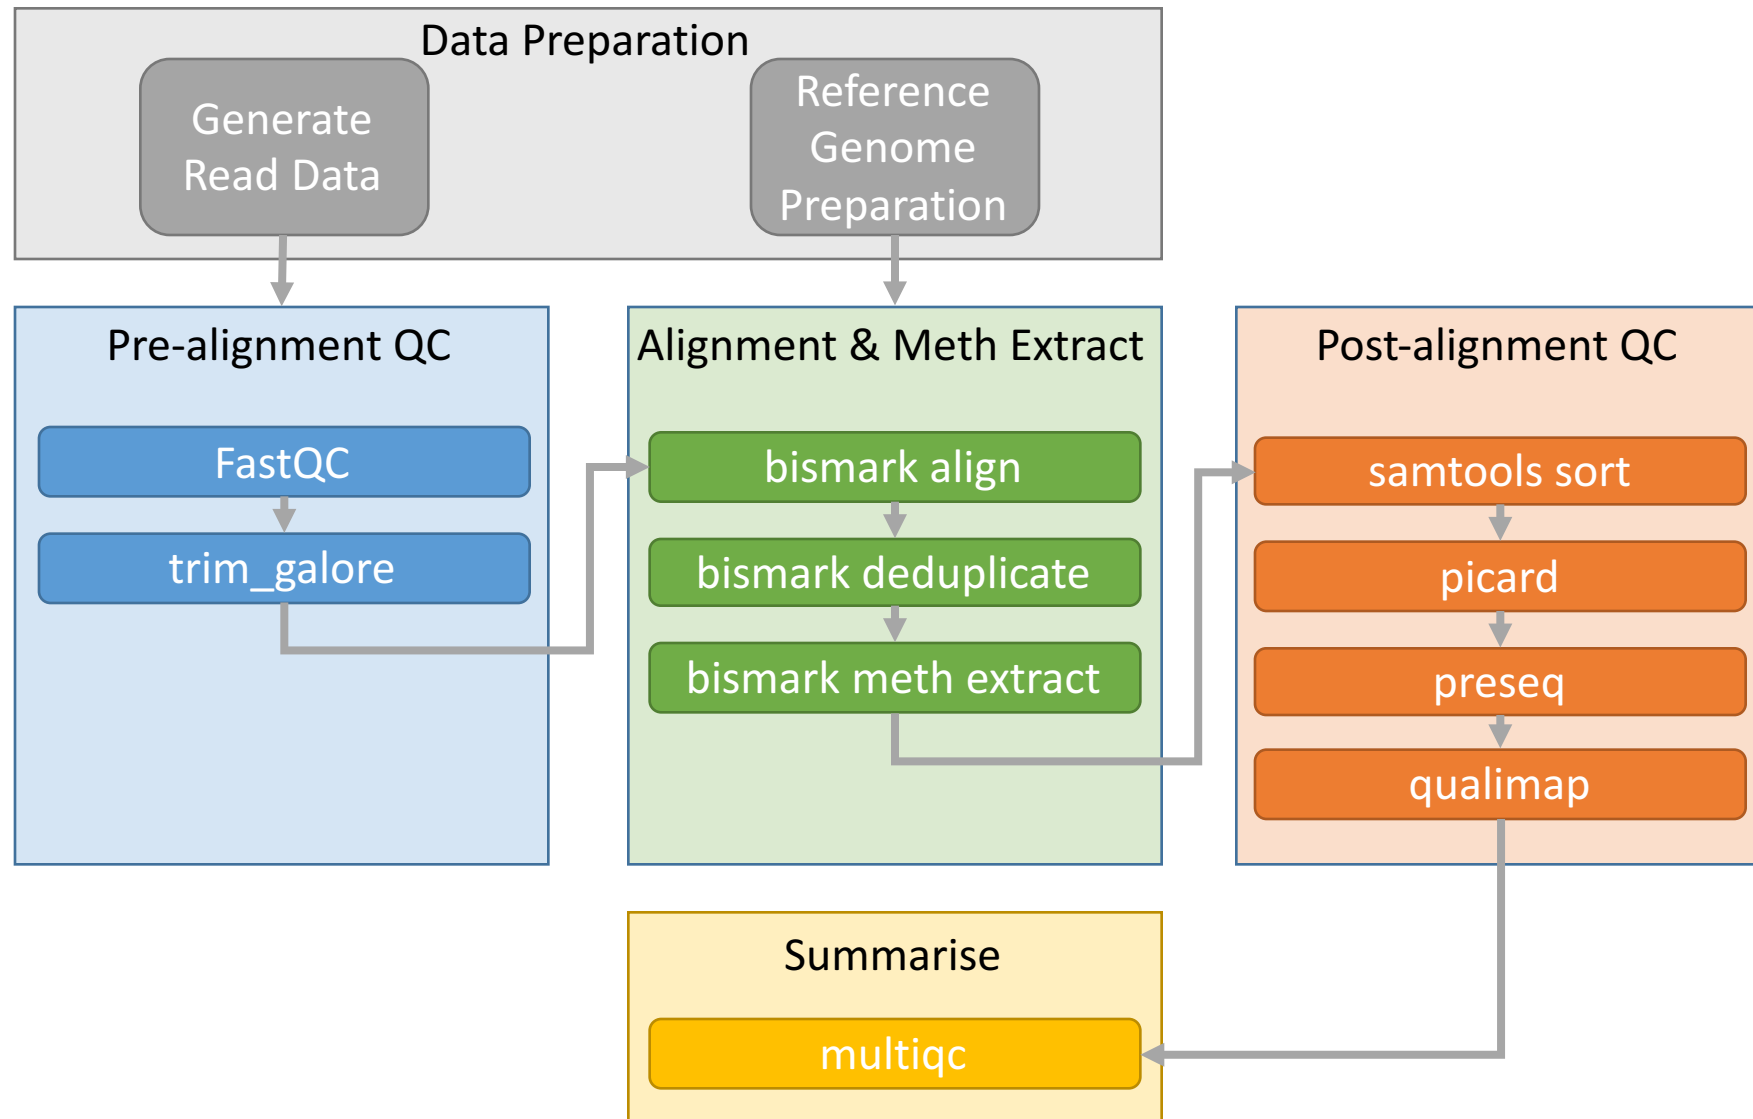 Data Preparation
Generate
Read Data
Reference
Genome
Preparation
Pre-alignment QC
FastQC
trim_galore
Alignment & Meth Extract
bismark align
bismark deduplicate
bismark meth extract
Post-alignment QC
samtools sort
picard
preseq
qualimap
Summarise
multiqc